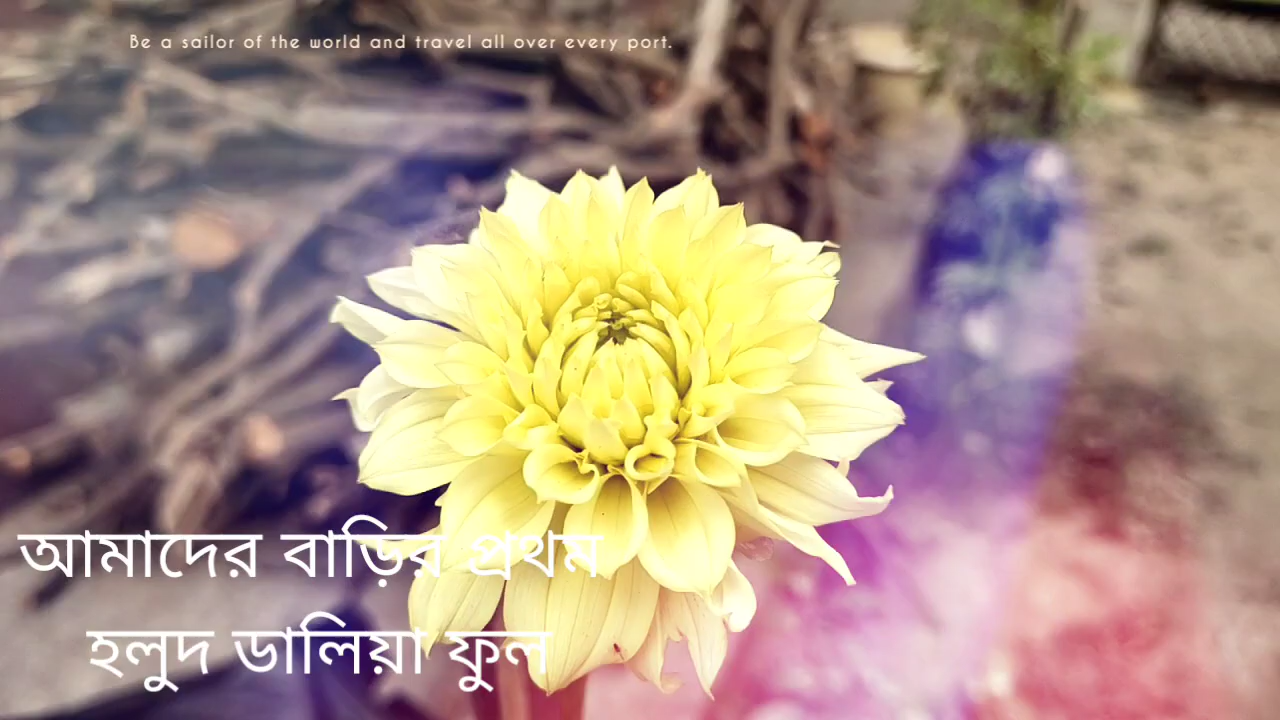 Be a sailor of the world and travel all over every port.
আমাদের বাড়ির প্রথম
হলুদ ডালিয়া ফুল